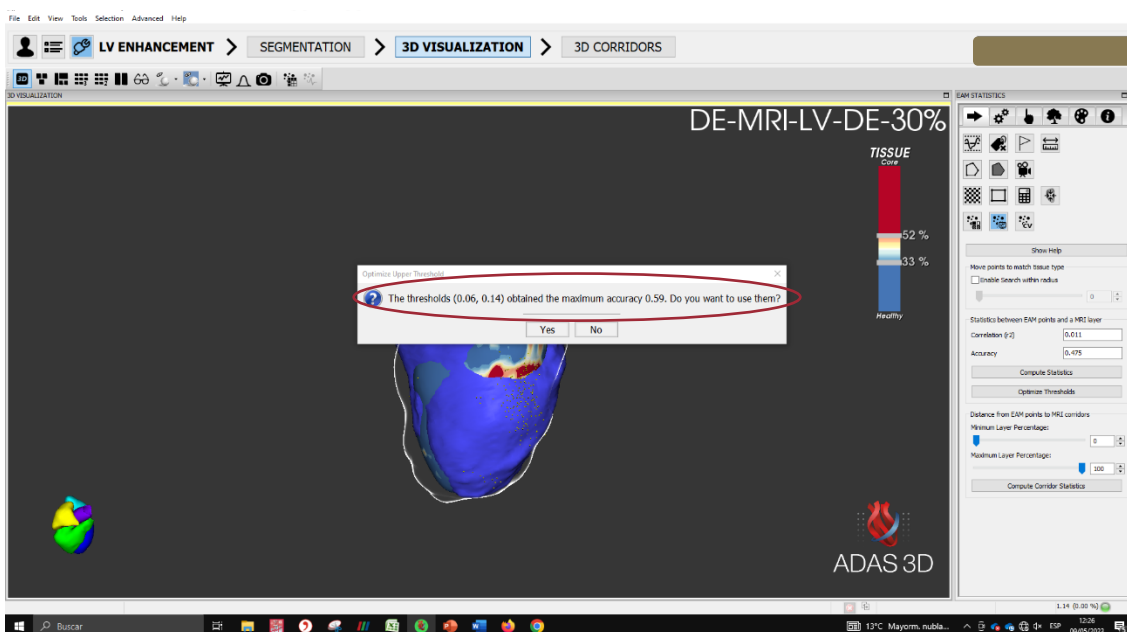 File Edit View Tools Selection Advanced Help
LV ENHANCEMENT > SEGMENTATION > 3D VISUALIZATION > 3D CORRIDORS
3D VISUALIZATION
DE-MRI-LV-DE-30%
TISSUE
Core
52 %
33 %
Healthy
Optimize Upper Threshold
The thresholds (0.06, 0.14) obtained the maximum accuracy 0.59. Do you want to use them?
Yes No
ADAS 3D
EAM STATISTICS
Show Help
Move points to match tissue type
Enable Search within radius
0
Statistics between EAM points and a MRI layer
Correlation (r2) 0.011
Accuracy 0.475
Compute Statistics
Optimize Thresholds
Distance from EAM points to MRI corridors
Minimum Layer Percentage:
0
Maximum Layer Percentage:
100
Compute Corridor Statistics
1.14 (0.00 %)
Buscar
13°C Mayorm. nubla...
ESP
12:26
09/05/2022